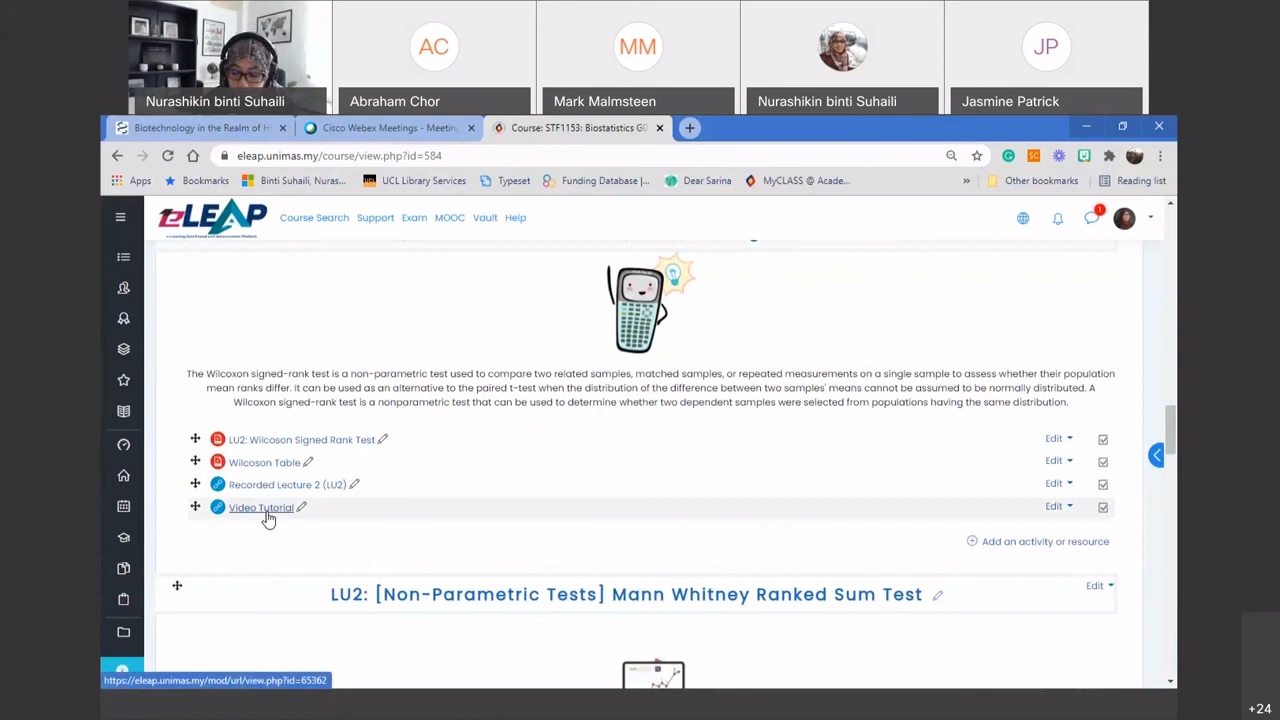 AC
MM
JP
Nurashikin binti Suhaili
Abraham Chor
Mark Malmsteen
Nurashikin binti Suhaili
Jasmine Patrick
Biotechnology in the Realm of H
Cisco Webex Meetings - Meeting
Course: STF1153: Biostatistics G0
eleap.unimas.my/course/view.php?id=584
SC
Apps
Bookmarks
Binti Suhaili, Nuras...
UCL Library Services
Typeset
Funding Database |...
Dear Sarina
MyCLASS @ Acade...
»
Other bookmarks
Reading list
eLEAP
Course Search
Support
Exam
MOOC
Vault
Help
1
The Wilcoxon signed-rank test is a non-parametric test used to compare two related samples, matched samples, or repeated measurements on a single sample to assess whether their population
mean ranks differ. It can be used as an alternative to the paired t-test when the distribution of the difference between two samples' means cannot be assumed to be normally distributed. A
Wilcoxon signed-rank test is a nonparametric test that can be used to determine whether two dependent samples were selected from populations having the same distribution.
LU2: Wilcoson Signed Rank Test
Edit
Wilcoson Table
Edit
Recorded Lecture 2 (LU2)
Edit
Video Tutorial
Edit
Add an activity or resource
LU2: [Non-Parametric Tests] Mann Whitney Ranked Sum Test
Edit
https://eleap.unimas.my/mod/url/view.php?id=65362
+24